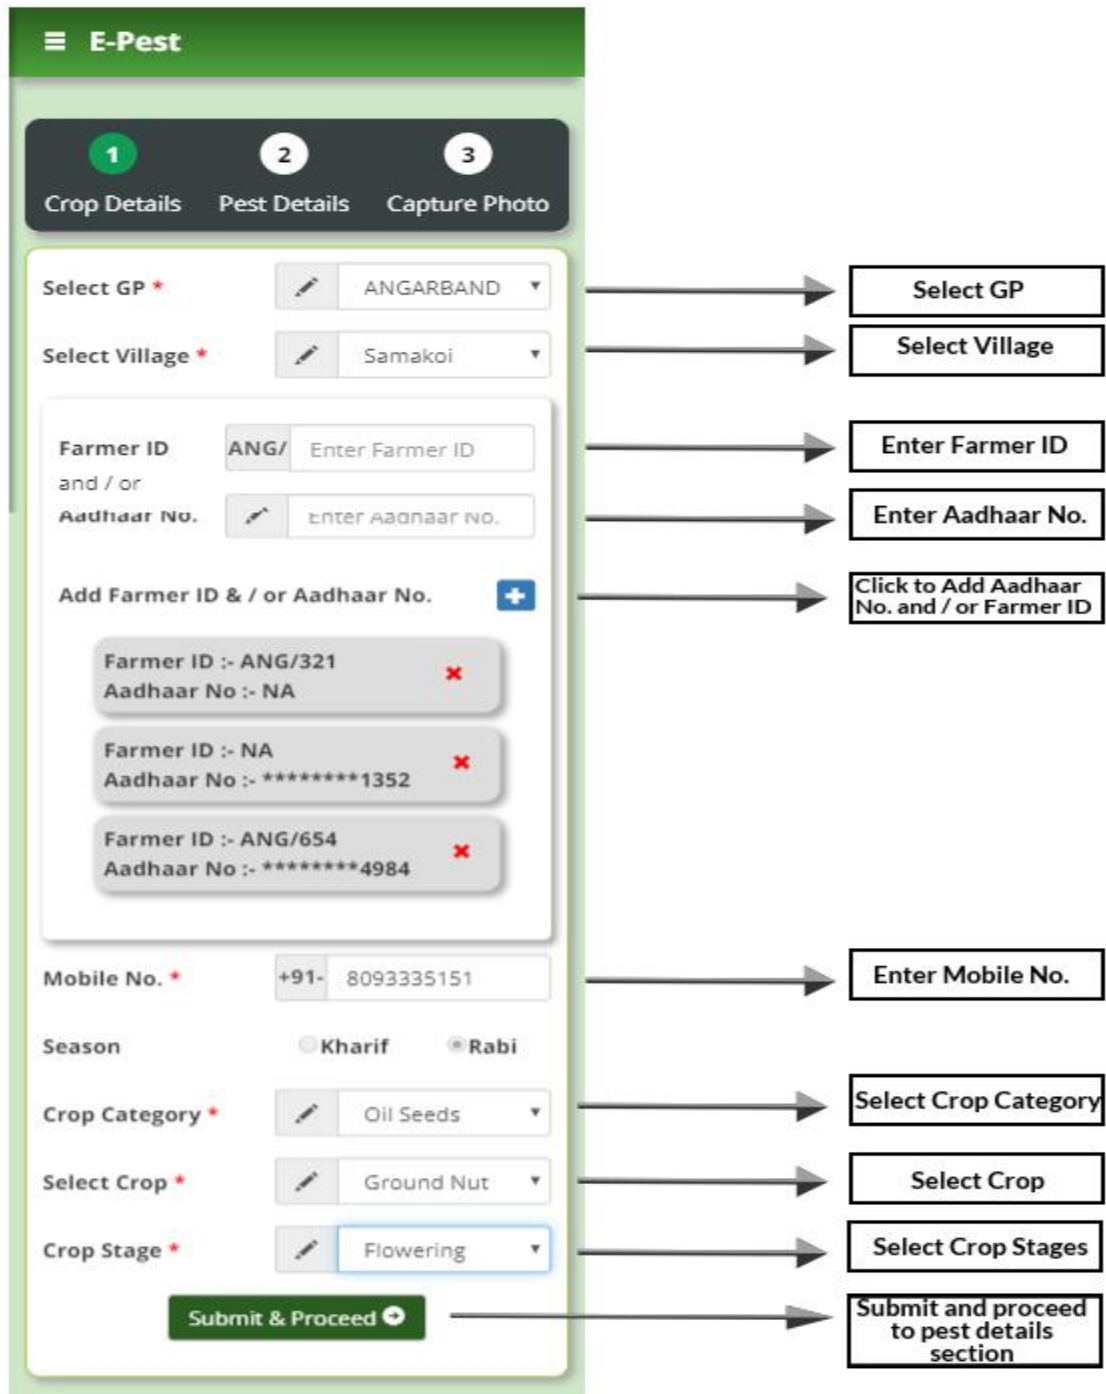 E-Pest
1 2 3
Crop Details Pest Details Capture Photo
Select GP * ANGARBAND Select GP
Select Village * Samakoi Select Village
Farmer ID ANG/ Enter Farmer ID Enter Farmer ID
and / or
Aadhaar No. Enter Aadhaar No. Enter Aadhaar No.
Add Farmer ID & / or Aadhaar No. Click to Add Aadhaar
No. and / or Farmer ID
Farmer ID :- ANG/321
Aadhaar No :- NA
Farmer ID :- NA
Aadhaar No :- ********1352
Farmer ID :- ANG/654
Aadhaar No :- ********4984
Mobile No. * +91- 8093335151 Enter Mobile No.
Season Kharif Rabi
Crop Category * Oil Seeds Select Crop Category
Select Crop * Ground Nut Select Crop
Crop Stage * Flowering Select Crop Stages
Submit & Proceed Submit and proceed
to pest details
section